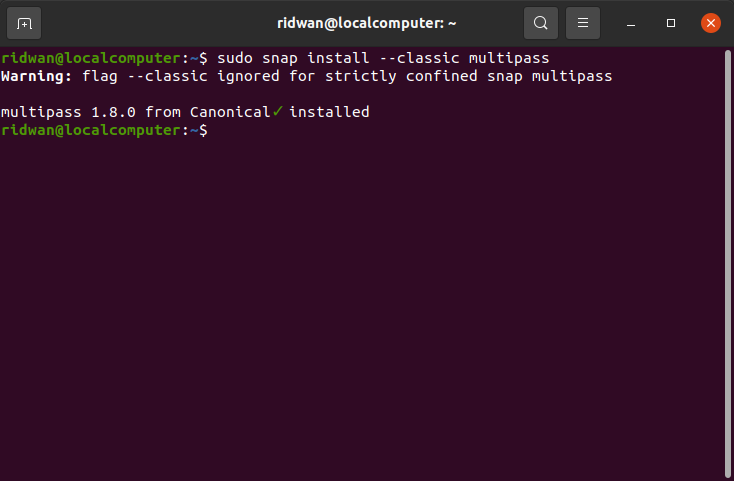 ridwan@localcomputer: ~
ridwan@localcomputer:~$ sudo snap install --classic multipass
Warning: flag --classic ignored for strictly confined snap multipass
multipass 1.8.0 from Canonical✓ installed
ridwan@localcomputer:~$